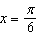 x = π/6